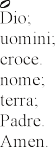 Dio;
uomini;
croce.
nome;
terra;
Padre.
Amen.